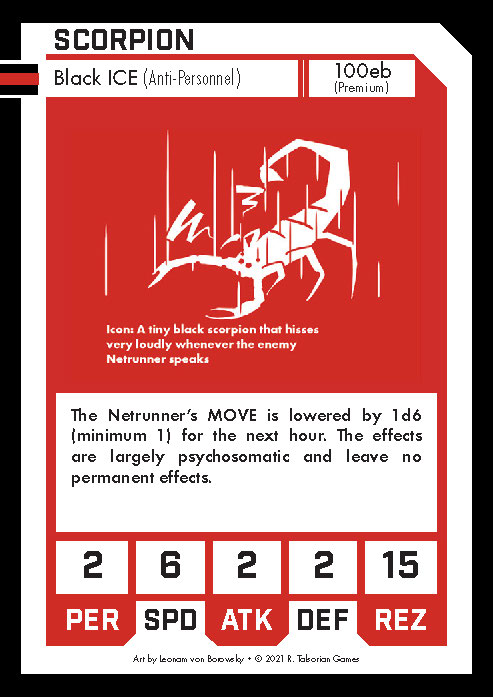 SCORPION
Black ICE (Anti-Personnel)
100eb
(Premium)
Icon: A tiny black scorpion that hisses
very loudly whenever the enemy
Netrunner speaks
The Netrunner's MOVE is lowered by 1d6
(minimum 1) for the next hour. The effects
are largely psychosomatic and leave no
permanent effects.
2 6 2 2 15
PER SPD ATK DEF REZ
Art by Leonam von Borowsky • © 2021 R. Talsorian Games